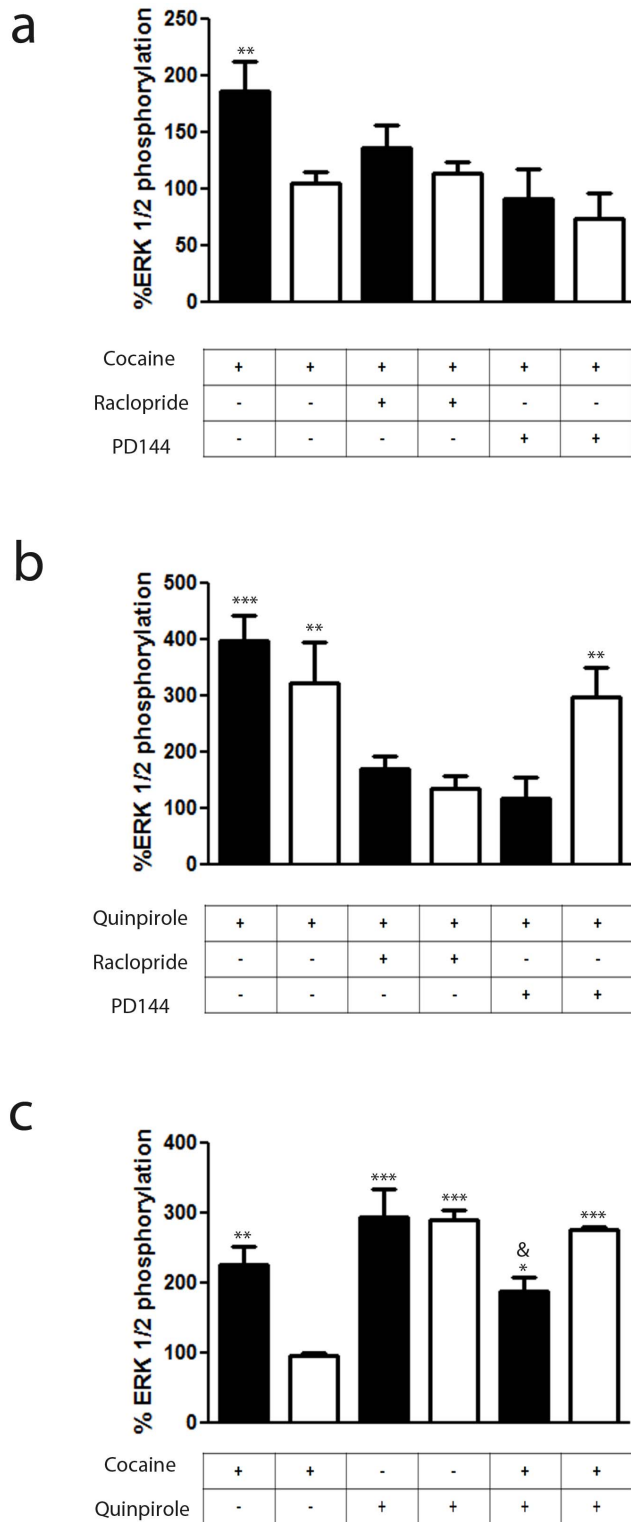 a
%ERK 1/2 phosphorylation
250
200
150
100
50
0
**
Cocaine + + + + + +
Raclopride - - + + - -
PD144 - - - - + +
b
%ERK 1/2 phosphorylation
500
400
300
200
100
0
*** ** **
Quinpirole + + + + + +
Raclopride - - + + - -
PD144 - - - - + +
c
% ERK 1/2 phosphorylation
400
300
200
100
0
** *** *** & * ***
Cocaine + + - - + +
Quinpirole - - + + + +